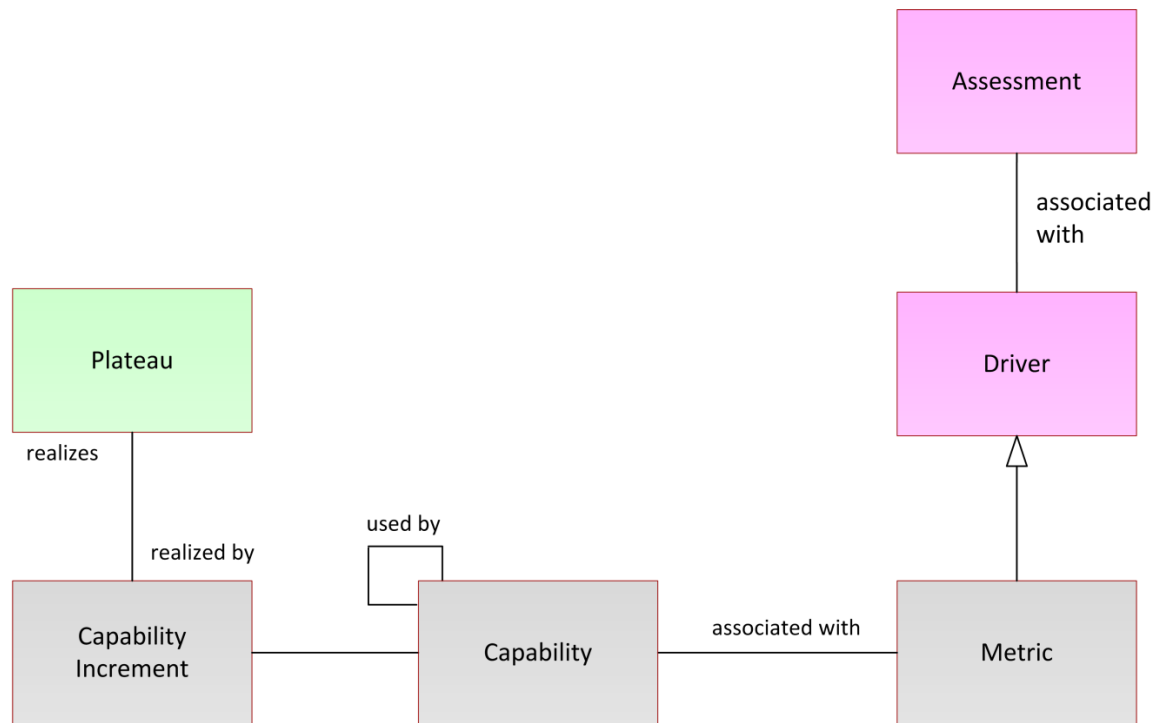 Assessment
associated
with
Plateau
Driver
realizes
realized by
used by
Capability
Increment
Capability
associated with
Metric